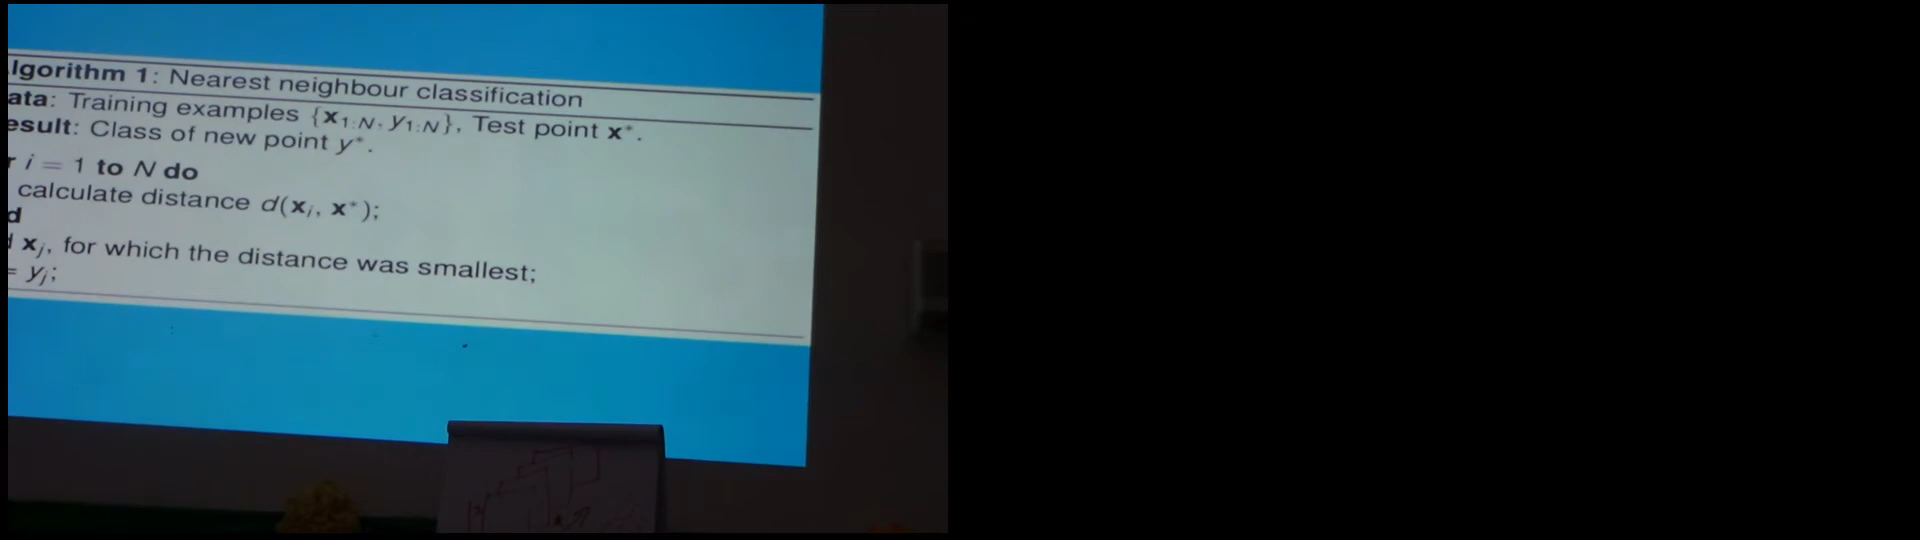 lgorithm 1: Nearest neighbour classification
ata: Training examples {x₁:N, y₁:N}, Test point x*.
esult: Class of new point y*.
r i = 1 to N do
calculate distance d(xᵢ, x*);
d
xⱼ, for which the distance was smallest;
= yⱼ;